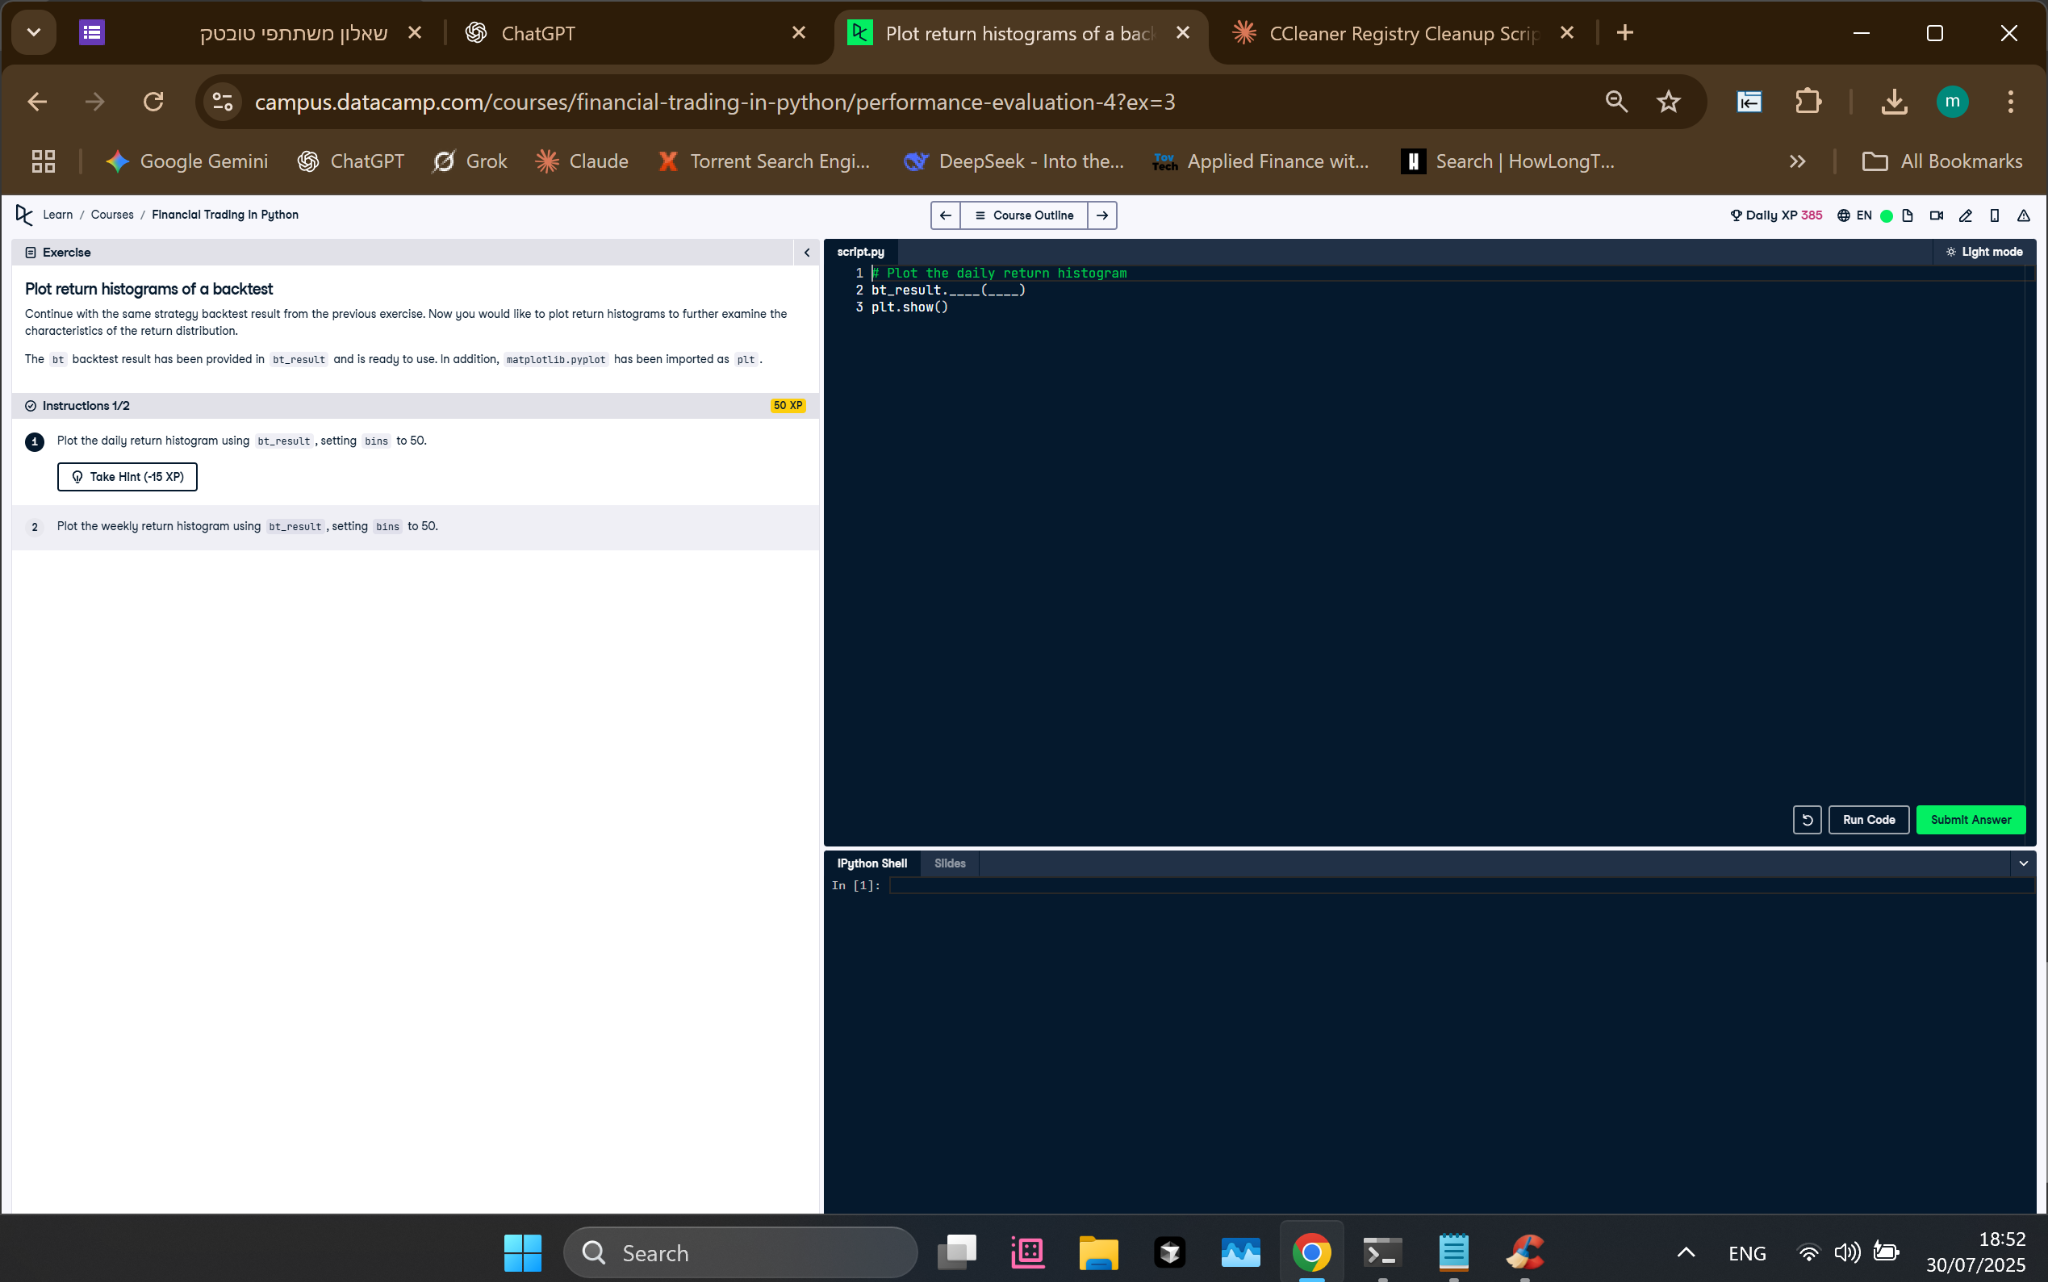 שאלון משתתפי טובטק
ChatGPT
Plot return histograms of a bac
CCleaner Registry Cleanup Scrip
campus.datacamp.com/courses/financial-trading-in-python/performance-evaluation-4?ex=3
m
Google Gemini
ChatGPT
Grok
Claude
Torrent Search Engi...
DeepSeek - Into the...
Tov Tech
Applied Finance wit...
Search | HowLongT...
All Bookmarks
Learn / Courses / Financial Trading in Python
Course Outline
Daily XP 385
EN
Exercise
Plot return histograms of a backtest
Continue with the same strategy backtest result from the previous exercise. Now you would like to plot return histograms to further examine the
characteristics of the return distribution.
The bt backtest result has been provided in bt_result and is ready to use. In addition, matplotlib.pyplot has been imported as plt.
Instructions 1/2
50 XP
1 Plot the daily return histogram using bt_result, setting bins to 50.
Take Hint (-15 XP)
2 Plot the weekly return histogram using bt_result, setting bins to 50.
script.py
Light mode
1 # Plot the daily return histogram
2 bt_result.____(____)
3 plt.show()
Run Code
Submit Answer
IPython Shell
Slides
In [1]:
Search
ENG
18:52
30/07/2025